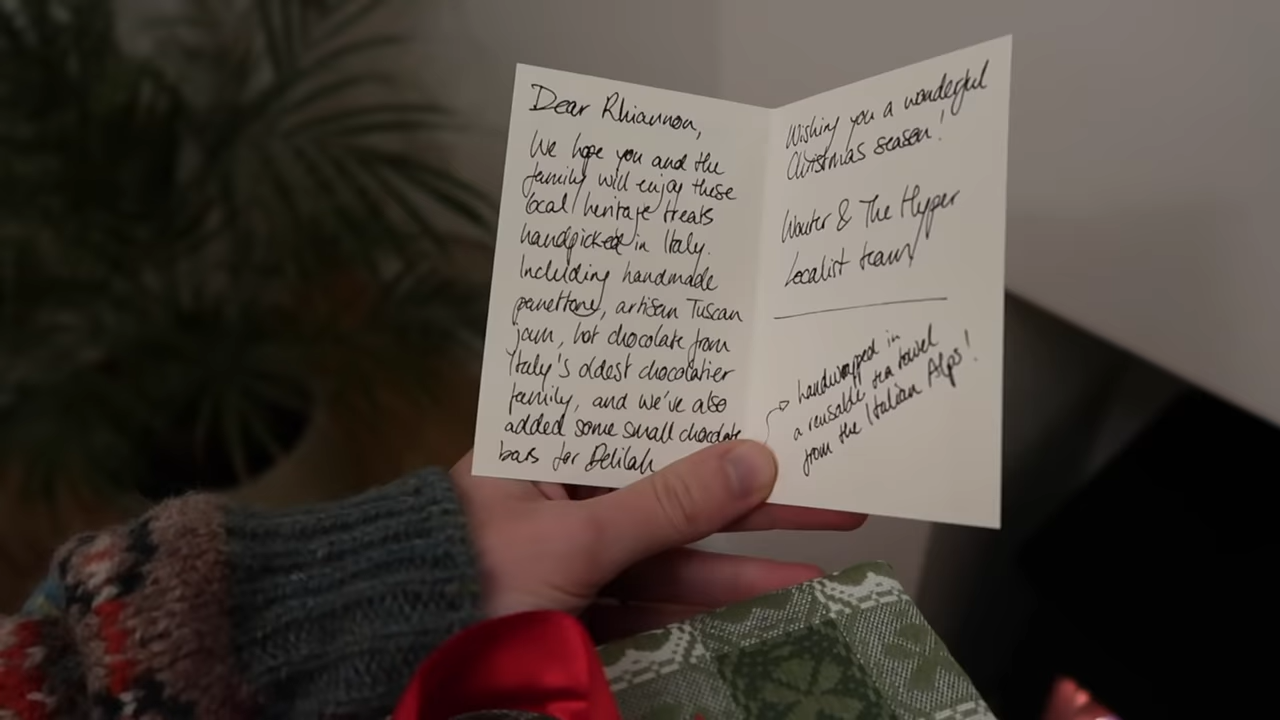 Dear Rhiannon,
We hope you and the
family will enjoy these
local heritage treats
handpicked in Italy.
Including handmade
panettone, artisan Tuscan
jam, hot chocolate from
Italy's oldest chocolatier
family, and we've also
added some small chocolate
bars for Delilah
Wishing you a wonderful
Christmas season!
Wouter & The Hyper
Localist team
handwrapped in
a reusable tea towel
from the Italian Alps!